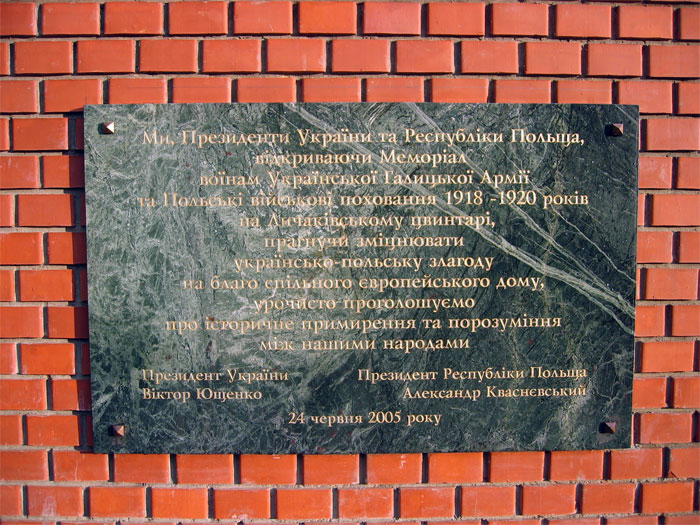 Ми, Президенти України та Республіки Польща,
відкриваючи Меморіал
воїнам Української Галицької Армії
та Польські військові поховання 1918 -1920 років
на Личаківському цвинтарі,
прагнучи зміцнювати
українсько-польську злагоду
на благо спільного європейського дому,
урочисто проголошуємо
про історичне примирення та порозуміння
між нашими народами
Президент України
Віктор Ющенко
Президент Республіки Польща
Александр Кваснєвський
24 червня 2005 року